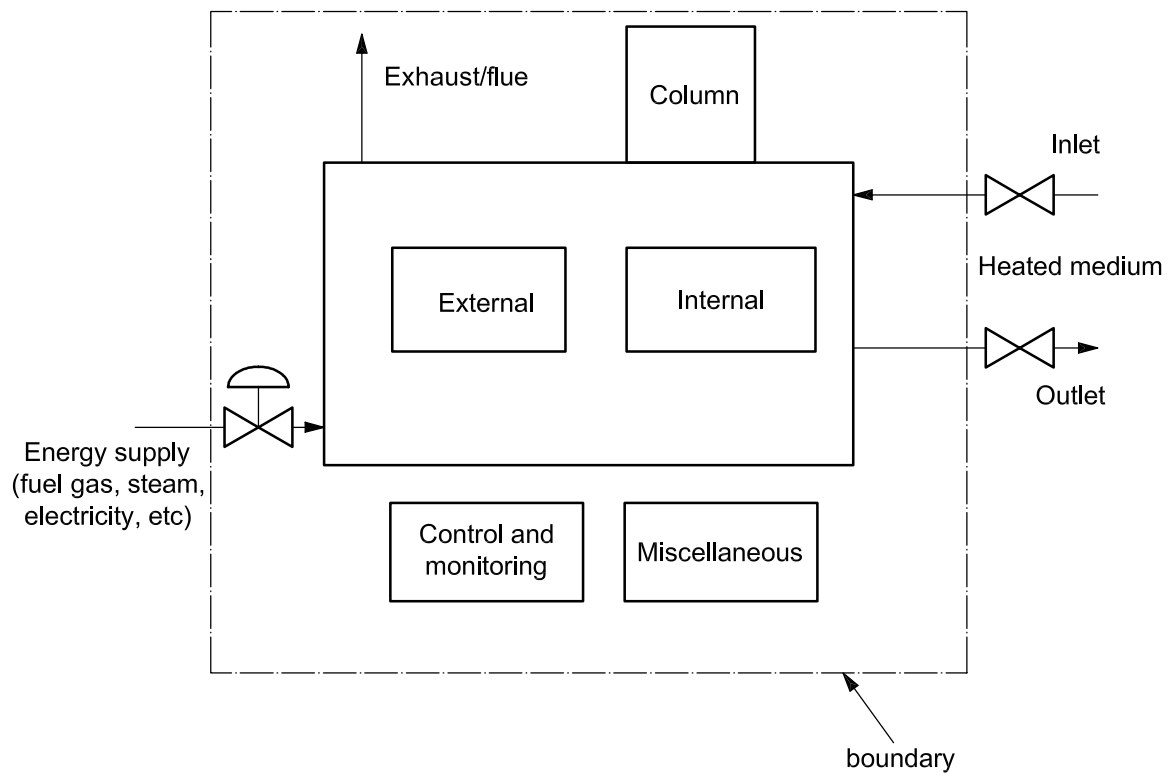 Exhaust/flue
Column
Inlet
External
Internal
Heated medium
Outlet
Energy supply
(fuel gas, steam,
electricity, etc)
Control and
monitoring
Miscellaneous
boundary